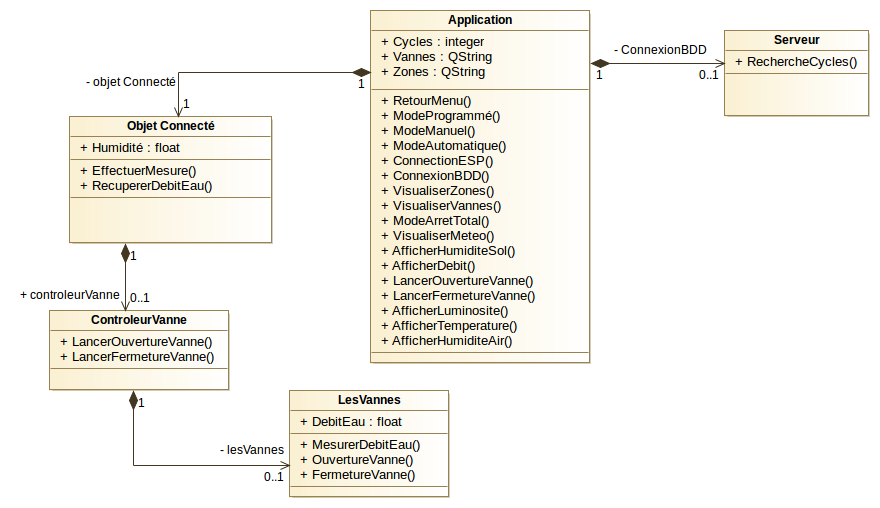 Application
+ Cycles : integer
+ Vannes : QString
+ Zones : QString
+ RetourMenu()
+ ModeProgrammé()
+ ModeManuel()
+ ModeAutomatique()
+ ConnectionESP()
+ ConnexionBDD()
+ VisualiserZones()
+ VisualiserVannes()
+ ModeArretTotal()
+ VisualiserMeteo()
+ AfficherHumiditeSol()
+ AfficherDebit()
+ LancerOuvertureVanne()
+ LancerFermetureVanne()
+ AfficherLuminosite()
+ AfficherTemperature()
+ AfficherHumiditeAir()
- ConnexionBDD
1
0..1
Serveur
+ RechercheCycles()
- objet Connecté
1
1
Objet Connecté
+ Humidité : float
+ EffectuerMesure()
+ RecupererDebitEau()
1
+ controleurVanne
0..1
ControleurVanne
+ LancerOuvertureVanne()
+ LancerFermetureVanne()
1
- lesVannes
0..1
LesVannes
+ DebitEau : float
+ MesurerDebitEau()
+ OuvertureVanne()
+ FermetureVanne()